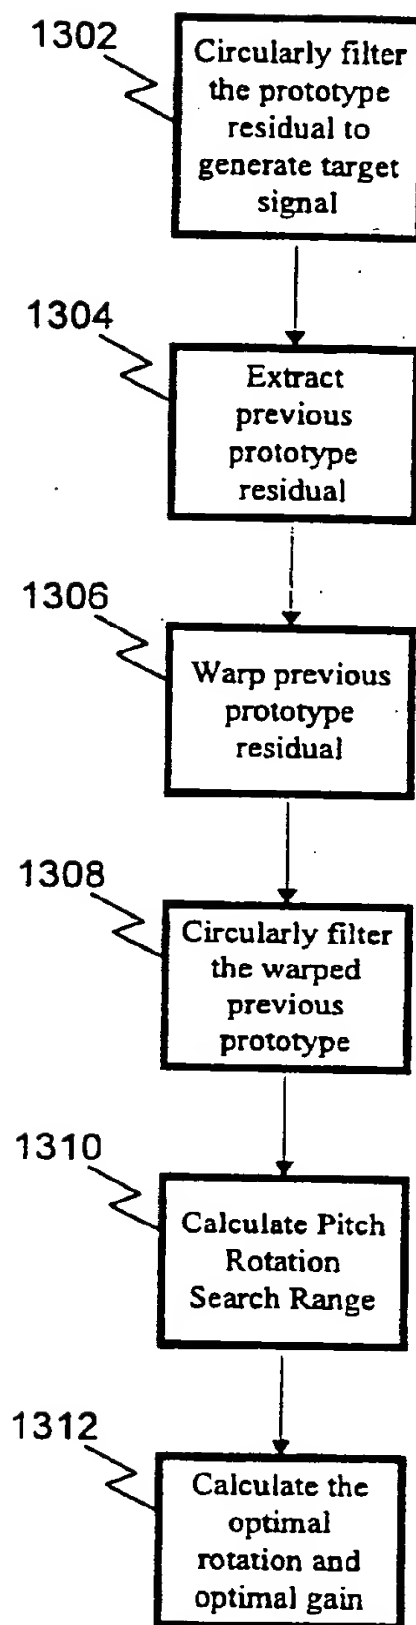 1302
Circularly filter
the prototype
residual to
generate target
signal
1304
Extract
previous
prototype
residual
1306
Warp previous
prototype
residual
1308
Circularly filter
the warped
previous
prototype
1310
Calculate Pitch
Rotation
Search Range
1312
Calculate the
optimal
rotation and
optimal gain